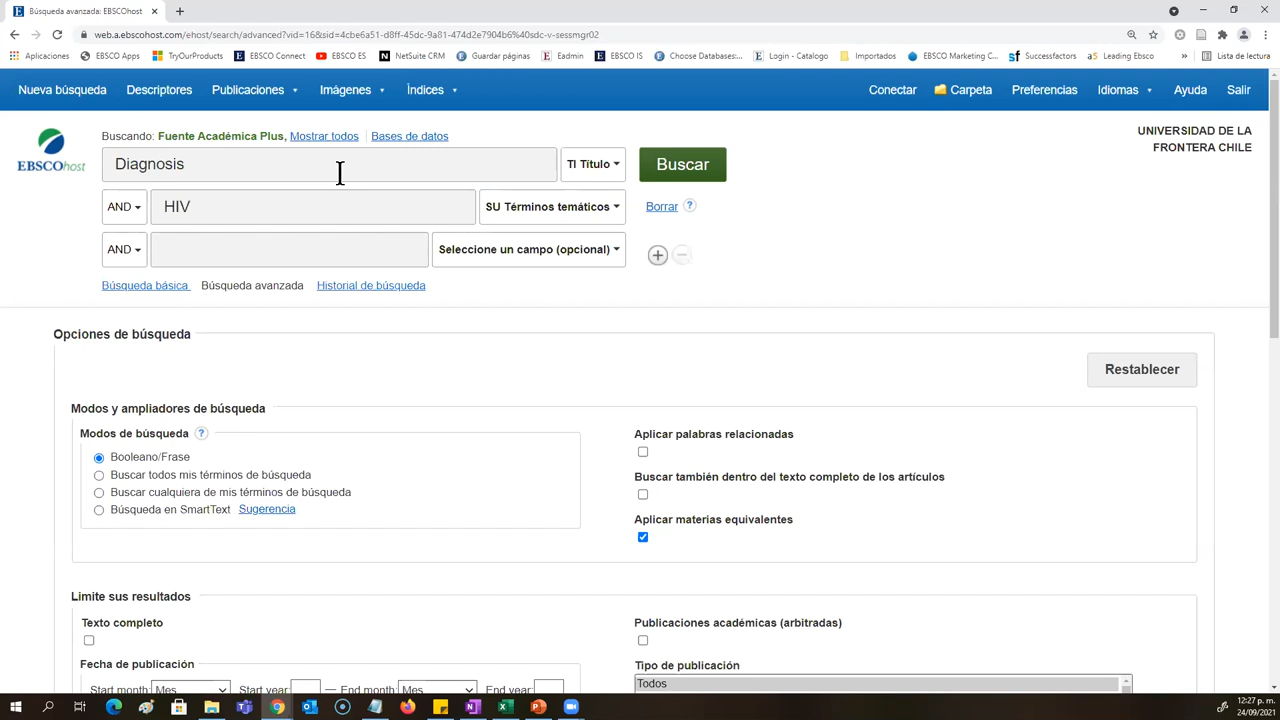 Búsqueda avanzada: EBSCOhost
web.a.ebscohost.com/ehost/search/advanced?vid=16&sid=4cbe6a51-d8ff-45dc-9a81-474d2e7904b6%40sdc-v-sessmgr02
Aplicaciones EBSCO Apps TryOurProducts EBSCO Connect EBSCO ES NetSuite CRM Guardar páginas Eadmin EBSCO IS Choose Databases:... Login - Catalogo Importados EBSCO Marketing C... Successfactors Leading Ebsco » Lista de lectura
Nueva búsqueda Descriptores Publicaciones Imágenes Índices Conectar Carpeta Preferencias Idiomas Ayuda Salir
Buscando: Fuente Académica Plus, Mostrar todos Bases de datos
UNIVERSIDAD DE LA
FRONTERA CHILE
EBSCOhost
Diagnosis TI Título Buscar
AND HIV SU Términos temáticos Borrar ?
AND Seleccione un campo (opcional) + −
Búsqueda básica Búsqueda avanzada Historial de búsqueda
Opciones de búsqueda
Restablecer
Modos y ampliadores de búsqueda
Modos de búsqueda ?
Booleano/Frase
Buscar todos mis términos de búsqueda
Buscar cualquiera de mis términos de búsqueda
Búsqueda en SmartText Sugerencia
Aplicar palabras relacionadas
Buscar también dentro del texto completo de los artículos
Aplicar materias equivalentes
Limite sus resultados
Texto completo
Publicaciones académicas (arbitradas)
Fecha de publicación
Tipo de publicación
Start month: Mes Start year: — End month: Mes End year:
Todos
12:27 p. m.
24/09/2021